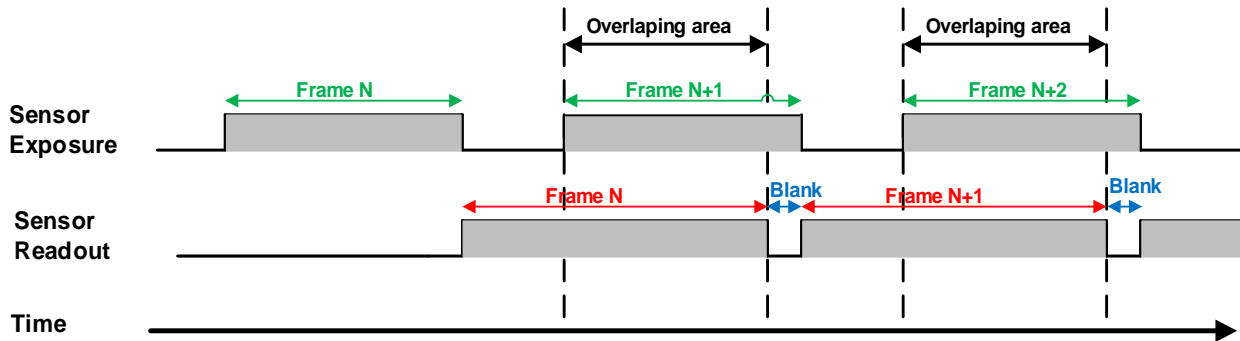 Overlaping area
Overlaping area
Frame N
Frame N+1
Frame N+2
Sensor
Exposure
Frame N
Blank
Frame N+1
Blank
Sensor
Readout
Time